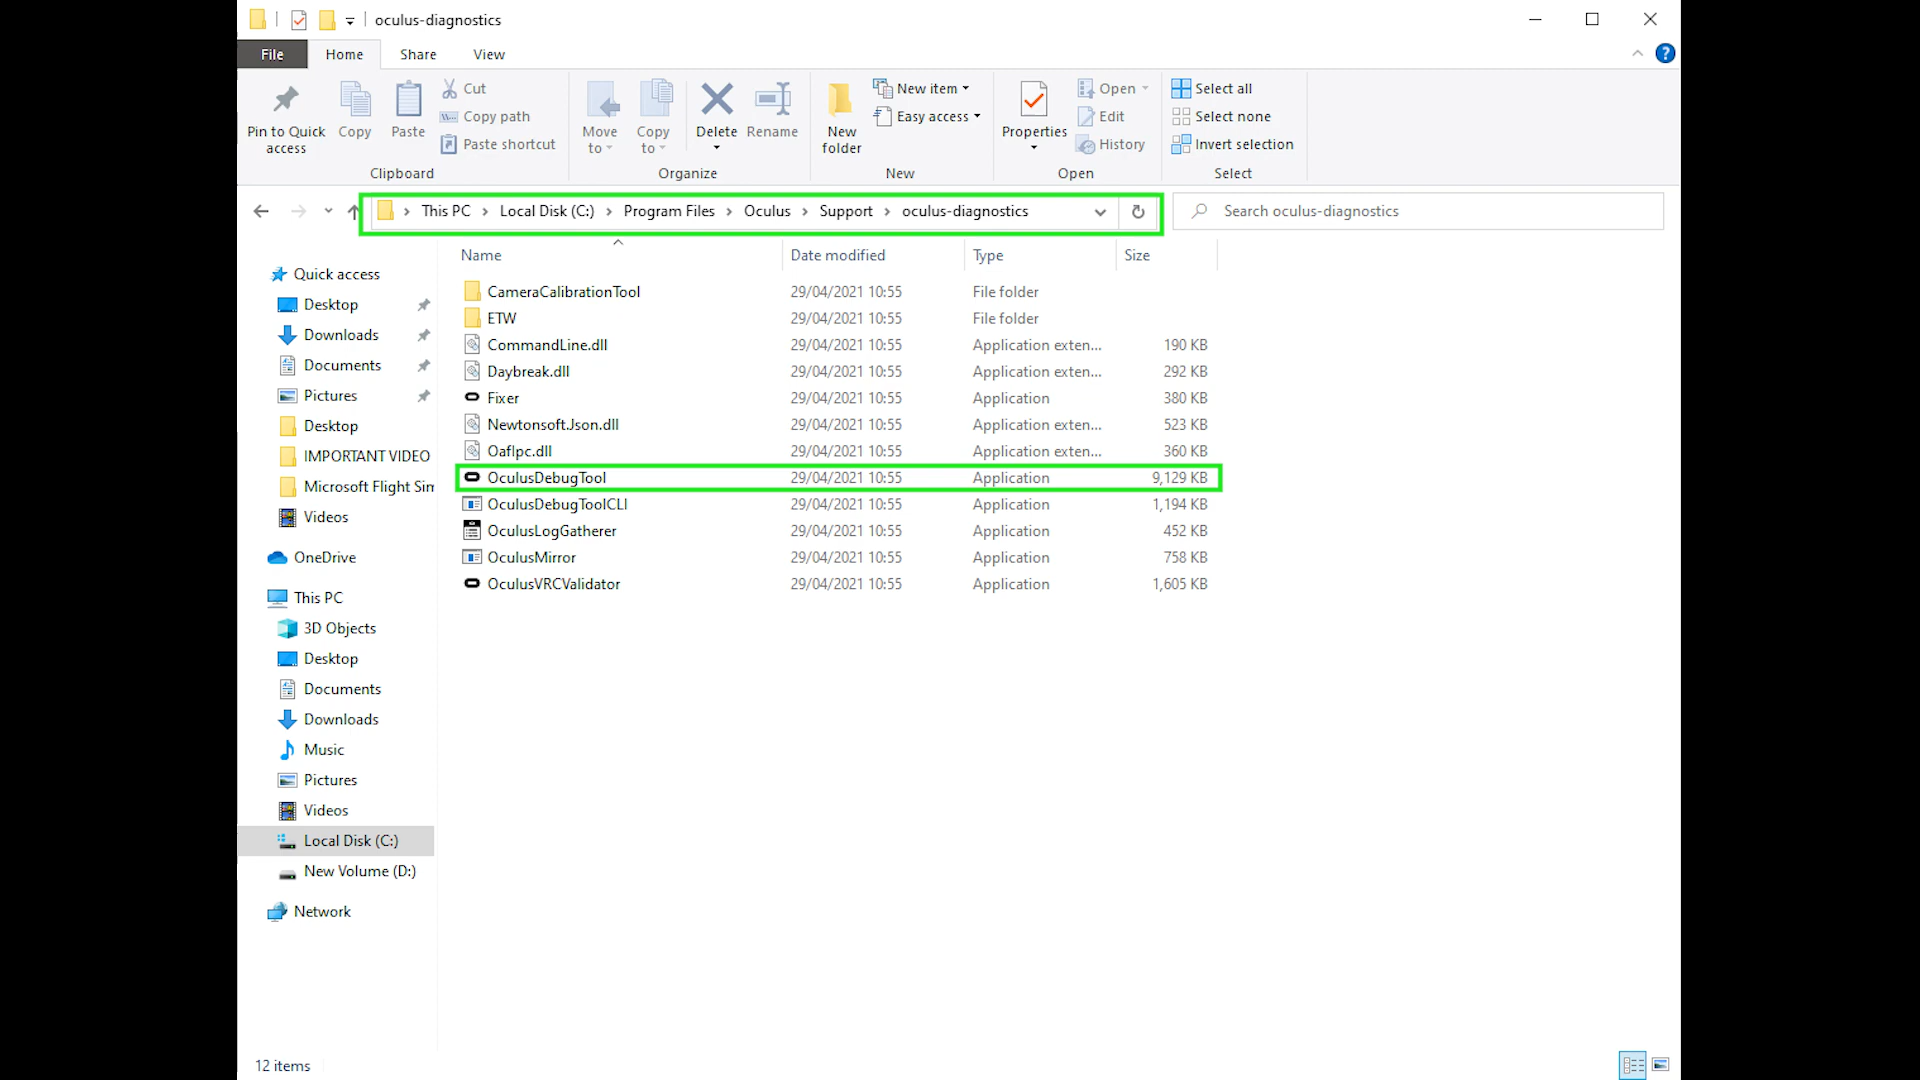 oculus-diagnostics
File Home Share View
Pin to Quick access
Copy
Paste
Cut
Copy path
Paste shortcut
Clipboard
Move to
Copy to
Delete
Rename
Organize
New folder
New item
Easy access
New
Properties
Open
Edit
History
Open
Select all
Select none
Invert selection
Select
This PC > Local Disk (C:) > Program Files > Oculus > Support > oculus-diagnostics
Search oculus-diagnostics
Quick access
Desktop
Downloads
Documents
Pictures
Desktop
IMPORTANT VIDEO
Microsoft Flight Sim
Videos
OneDrive
This PC
3D Objects
Desktop
Documents
Downloads
Music
Pictures
Videos
Local Disk (C:)
New Volume (D:)
Network
Name Date modified Type Size
CameraCalibrationTool 29/04/2021 10:55 File folder
ETW 29/04/2021 10:55 File folder
CommandLine.dll 29/04/2021 10:55 Application exten... 190 KB
Daybreak.dll 29/04/2021 10:55 Application exten... 292 KB
Fixer 29/04/2021 10:55 Application 380 KB
Newtonsoft.Json.dll 29/04/2021 10:55 Application exten... 523 KB
OafIpc.dll 29/04/2021 10:55 Application exten... 360 KB
OculusDebugTool 29/04/2021 10:55 Application 9,129 KB
OculusDebugToolCLI 29/04/2021 10:55 Application 1,194 KB
OculusLogGatherer 29/04/2021 10:55 Application 452 KB
OculusMirror 29/04/2021 10:55 Application 758 KB
OculusVRCValidator 29/04/2021 10:55 Application 1,605 KB
12 items